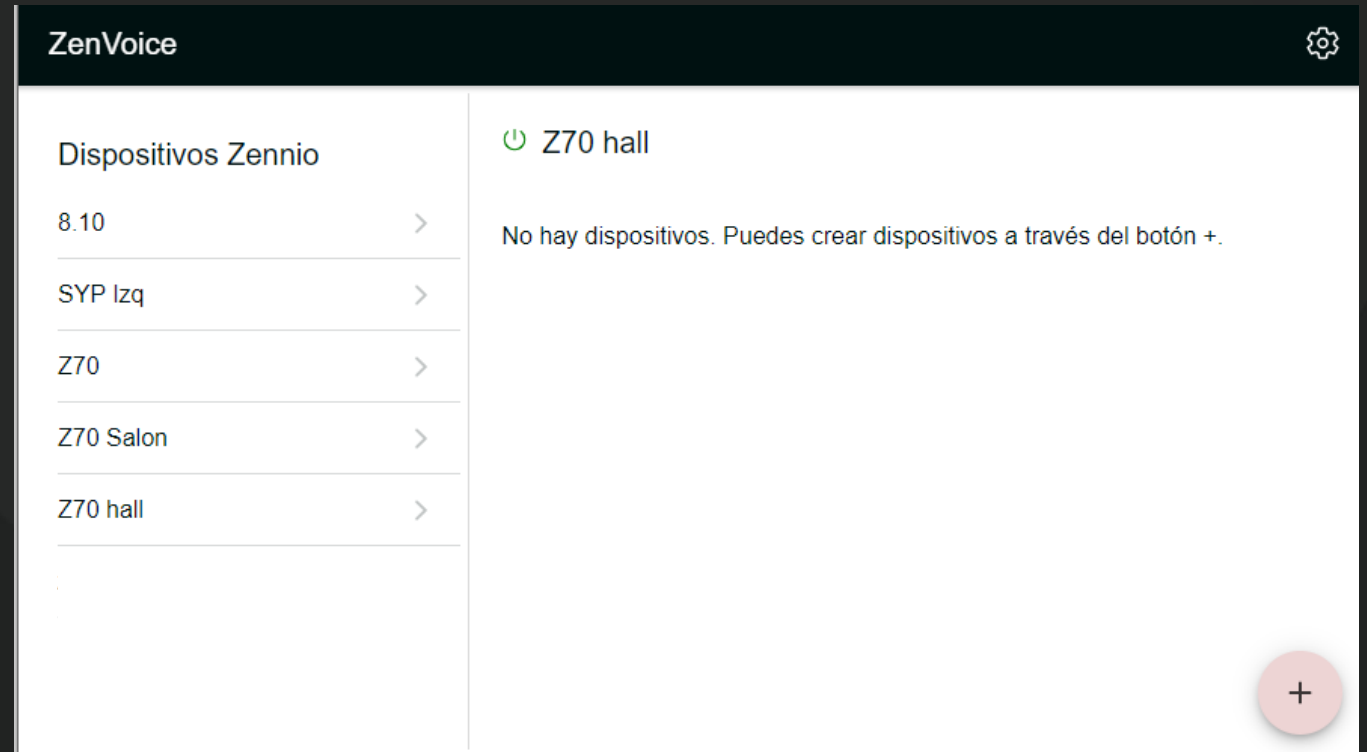 ZenVoice
Dispositivos Zennio
8.10
SYP Izq
Z70
Z70 Salon
Z70 hall
Z70 hall
No hay dispositivos. Puedes crear dispositivos a través del botón +.
+